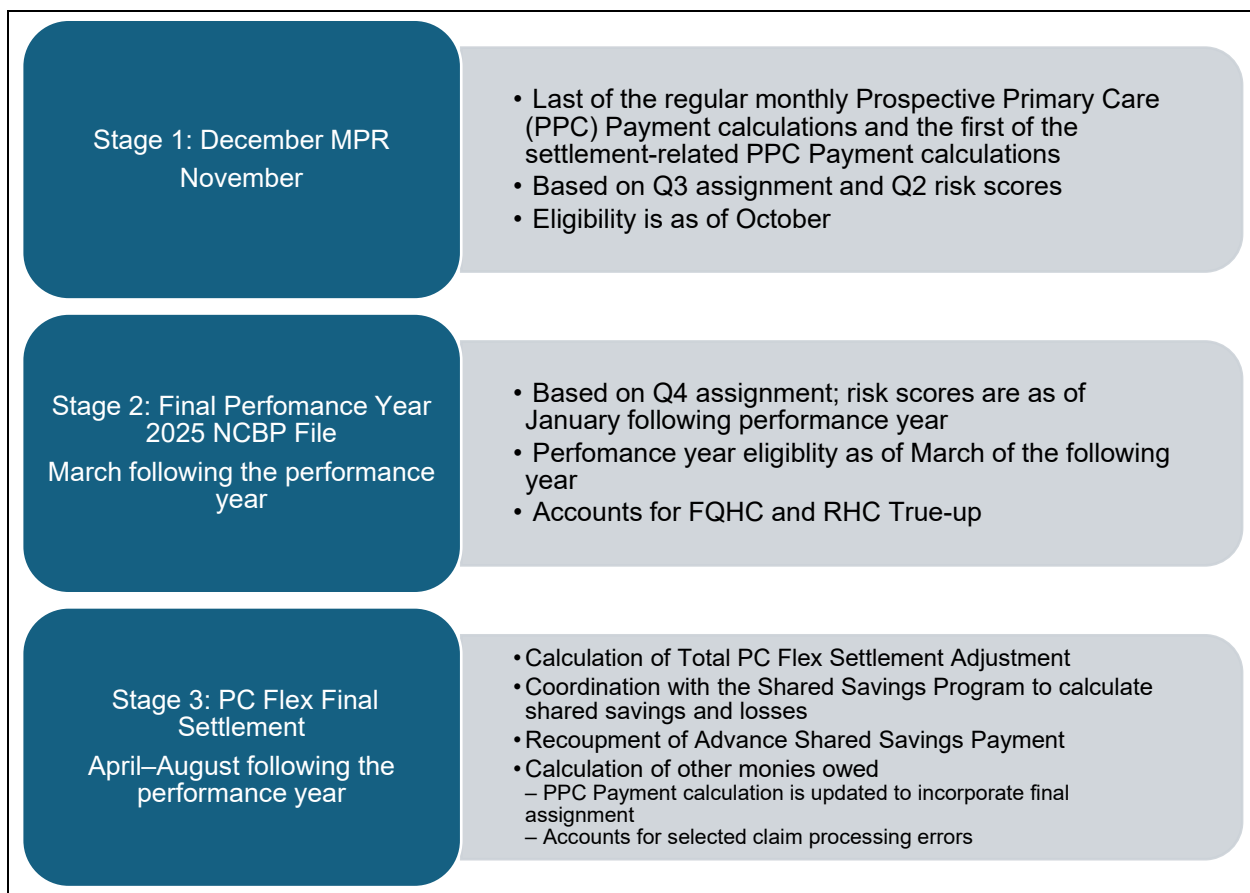 Stage 1: December MPR
November
• Last of the regular monthly Prospective Primary Care
(PPC) Payment calculations and the first of the
settlement-related PPC Payment calculations
• Based on Q3 assignment and Q2 risk scores
• Eligibility is as of October
Stage 2: Final Perfomance Year
2025 NCBP File
March following the performance
year
• Based on Q4 assignment; risk scores are as of
January following performance year
• Perfomance year eligiblity as of March of the following
year
• Accounts for FQHC and RHC True-up
Stage 3: PC Flex Final
Settlement
April–August following the
performance year
• Calculation of Total PC Flex Settlement Adjustment
• Coordination with the Shared Savings Program to calculate
shared savings and losses
• Recoupment of Advance Shared Savings Payment
• Calculation of other monies owed
– PPC Payment calculation is updated to incorporate final
assignment
– Accounts for selected claim processing errors